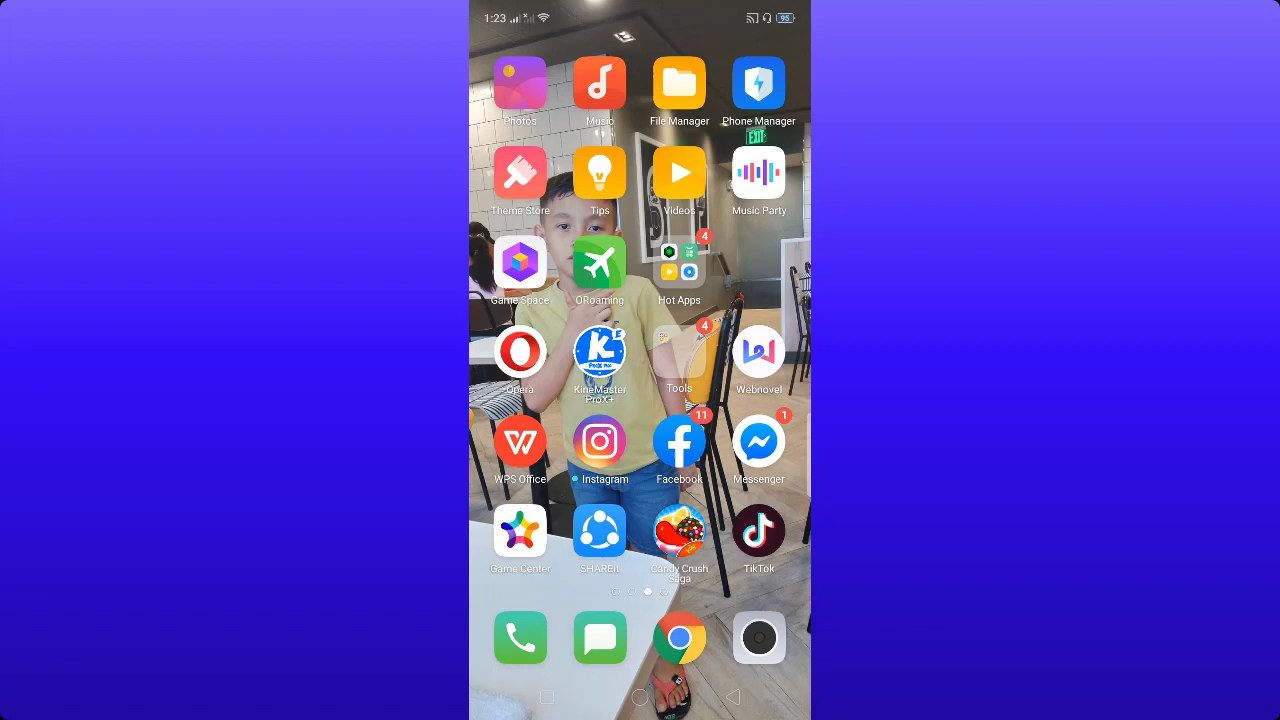 1:23
95
Photos
Music
File Manager
Phone Manager
EXIT
Theme Store
Tips
Videos
Music Party
4
Game Space
ORoaming
Hot Apps
4
Opera
KineMaster
ProX+
Tools
Webnovel
11
1
WPS Office
Instagram
Facebook
Messenger
Game Center
SHAREit
Candy Crush
Saga
TikTok